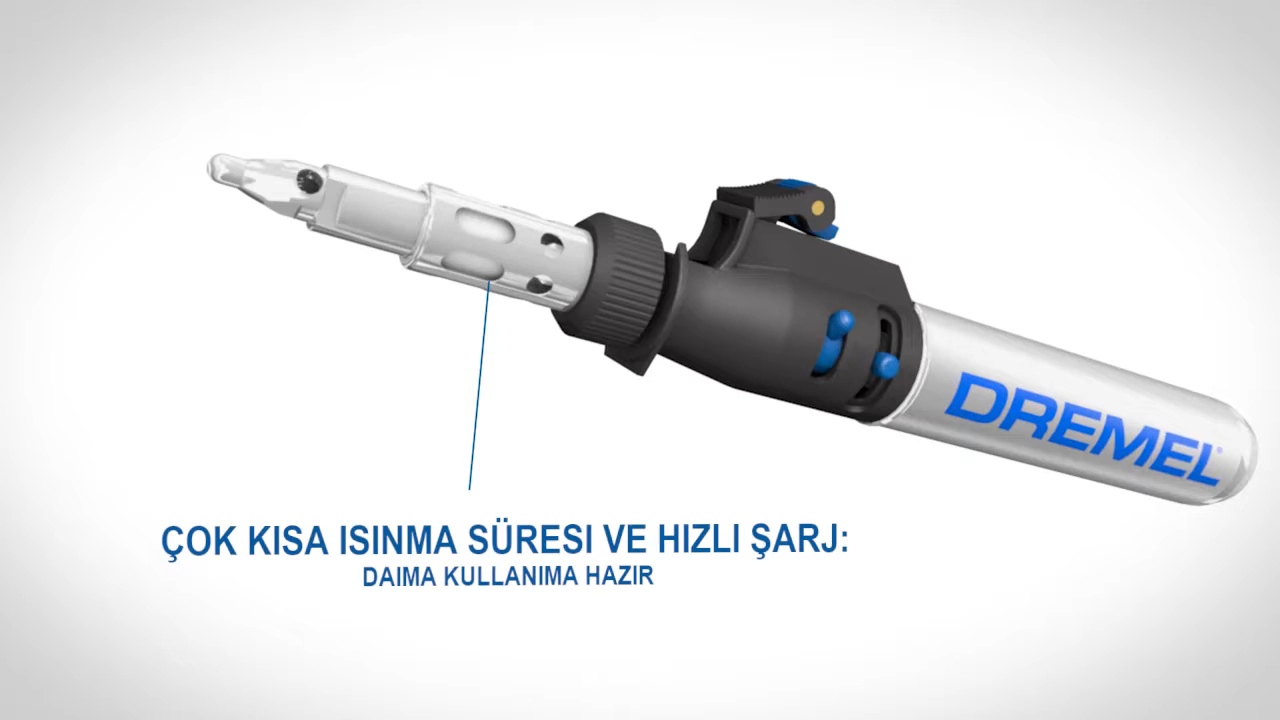 DREMEL
ÇOK KISA ISINMA SÜRESI VE HIZLI ŞARJ:
DAIMA KULLANIMA HAZIR